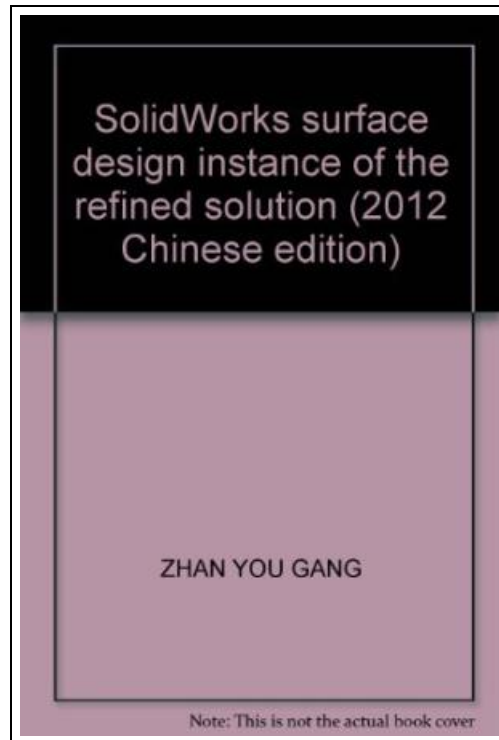 SolidWorks surface
design instance of the
refined solution (2012
Chinese edition)
ZHAN YOU GANG
Note: This is not the actual book cover